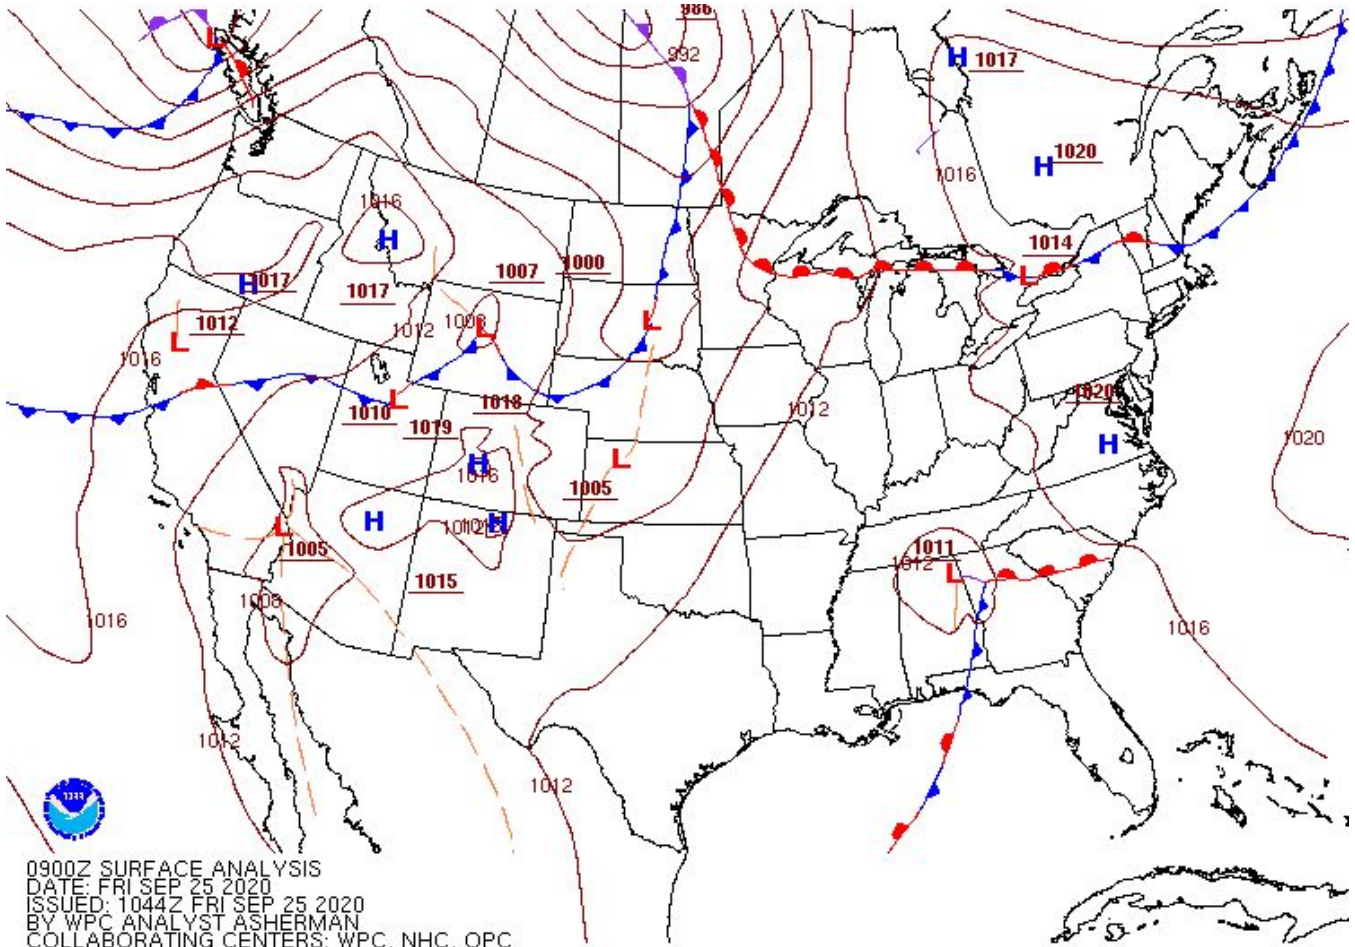 986
992
H 1017
H 1020
1016
1016
H
1014
L
1007
1000
H 1017
1017
1012
L
1012
1008
L
L
1016
L
1010
1019
1018
1012
1020
H
1020
H
1016
L
1005
L
1005
H
1012
H
1011
1012
L
1015
1008
1016
1016
1012
1012
0900Z SURFACE ANALYSIS
DATE: FRI SEP 25 2020
ISSUED: 1044Z FRI SEP 25 2020
BY WPC ANALYST ASHERMAN
COLLABORATING CENTERS: WPC, NHC, OPC